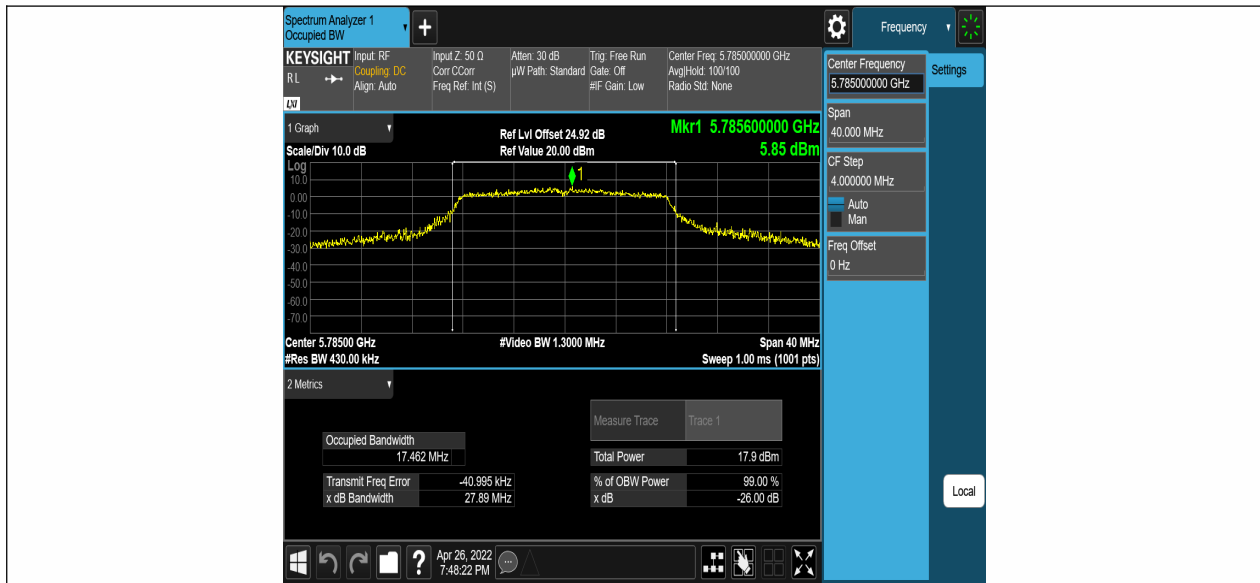 Spectrum Analyzer 1
Occupied BW
+
Frequency
KEYSIGHT
RL
LXI
Input: RF
Coupling: DC
Align: Auto
Input Z: 50 Ω
Corr CCorr
Freq Ref: Int (S)
Atten: 30 dB
µW Path: Standard
Trig: Free Run
Gate: Off
#IF Gain: Low
Center Freq: 5.785000000 GHz
Avg|Hold: 100/100
Radio Std: None
Center Frequency
5.785000000 GHz
Settings
Span
40.000 MHz
CF Step
4.000000 MHz
Auto
Man
Freq Offset
0 Hz
Local
1 Graph
Scale/Div 10.0 dB
Ref Lvl Offset 24.92 dB
Ref Value 20.00 dBm
Mkr1 5.785600000 GHz
5.85 dBm
Log
1
10.0
0.00
-10.0
-20.0
-30.0
-40.0
-50.0
-60.0
-70.0
Center 5.78500 GHz
#Video BW 1.3000 MHz
Span 40 MHz
#Res BW 430.00 kHz
Sweep 1.00 ms (1001 pts)
2 Metrics
Measure Trace Trace 1
Occupied Bandwidth
17.462 MHz
Total Power 17.9 dBm
Transmit Freq Error -40.995 kHz
% of OBW Power 99.00 %
x dB Bandwidth 27.89 MHz
x dB -26.00 dB
?
Apr 26, 2022
7:48:22 PM